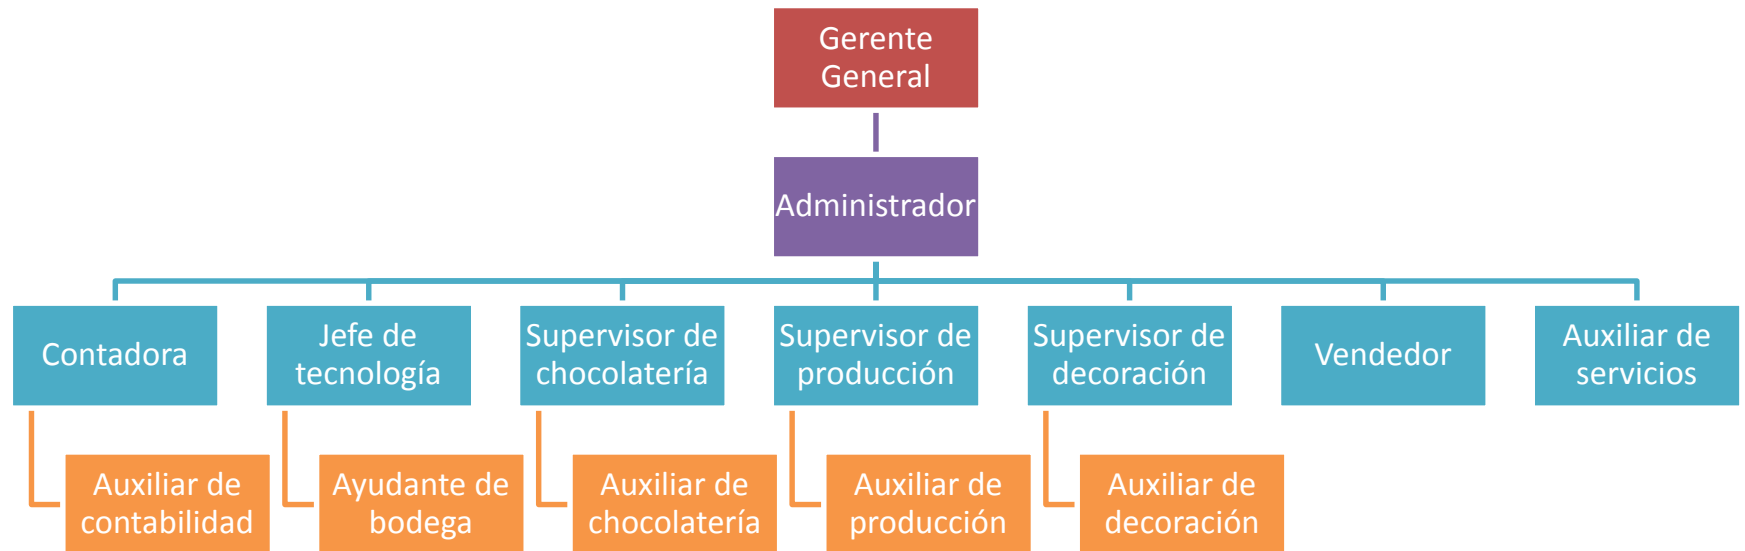 Gerente
General
Administrador
Contadora
Jefe de
tecnología
Supervisor de
chocolatería
Supervisor de
producción
Supervisor de
decoración
Vendedor
Auxiliar de
servicios
Auxiliar de
contabilidad
Ayudante de
bodega
Auxiliar de
chocolatería
Auxiliar de
producción
Auxiliar de
decoración